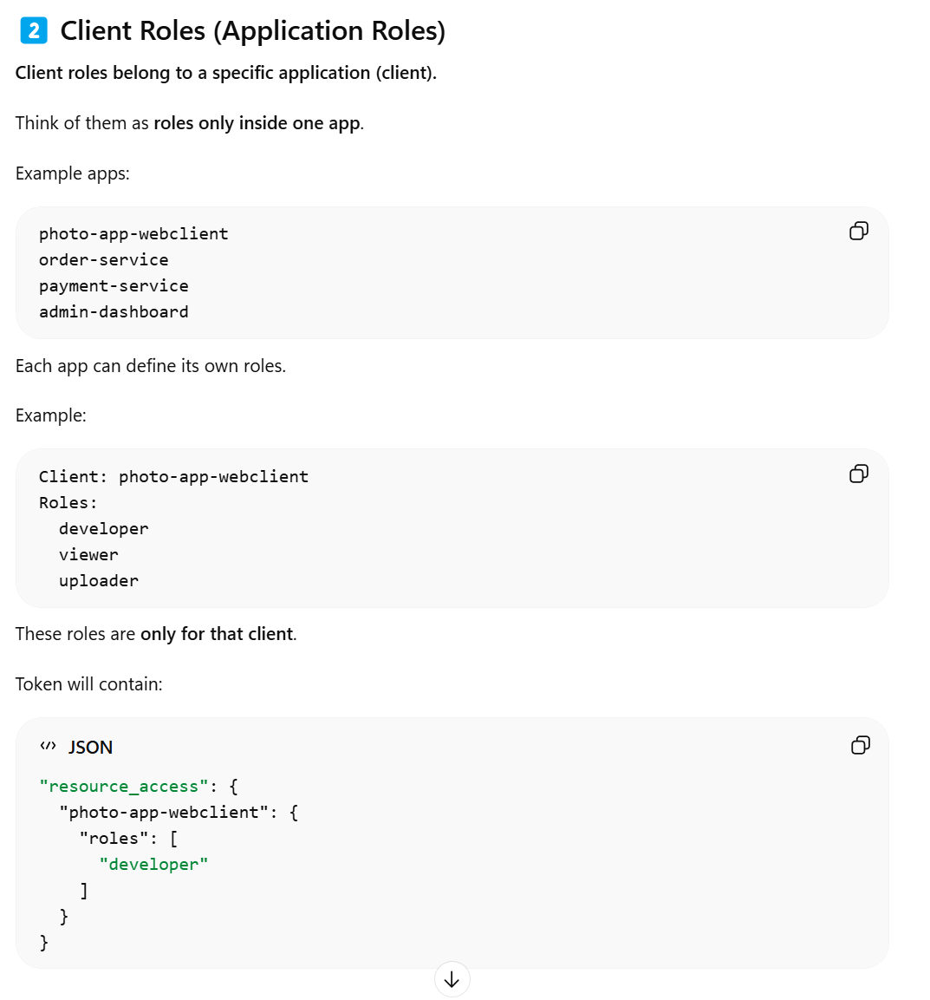 2 Client Roles (Application Roles)
Client roles belong to a specific application (client).
Think of them as roles only inside one app.
Example apps:
photo-app-webclient
order-service
payment-service
admin-dashboard
Each app can define its own roles.
Example:
Client: photo-app-webclient
Roles:
  developer
  viewer
  uploader
These roles are only for that client.
Token will contain:
</> JSON
"resource_access": {
  "photo-app-webclient": {
    "roles": [
      "developer"
    ]
  }
}